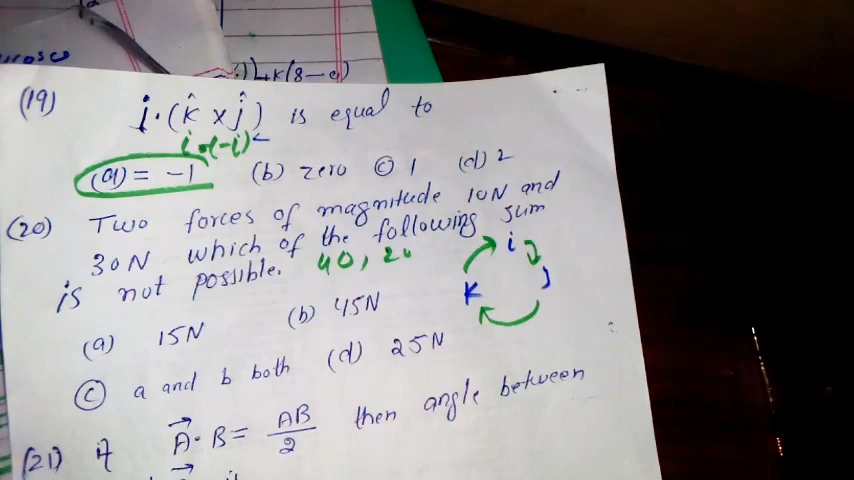 (19) j·(k̂ × ĵ) is equal to
i·(-i)
(a) = -1 (b) zero (c) 1 (d) 2
(20) Two forces of magnitude 10N and
30N which of the following sum
is not possible. 40, 20
i
j
K
(a) 15N (b) 45N
(c) a and b both (d) 25N
(21) if A⃗·B = AB/2 then angle between